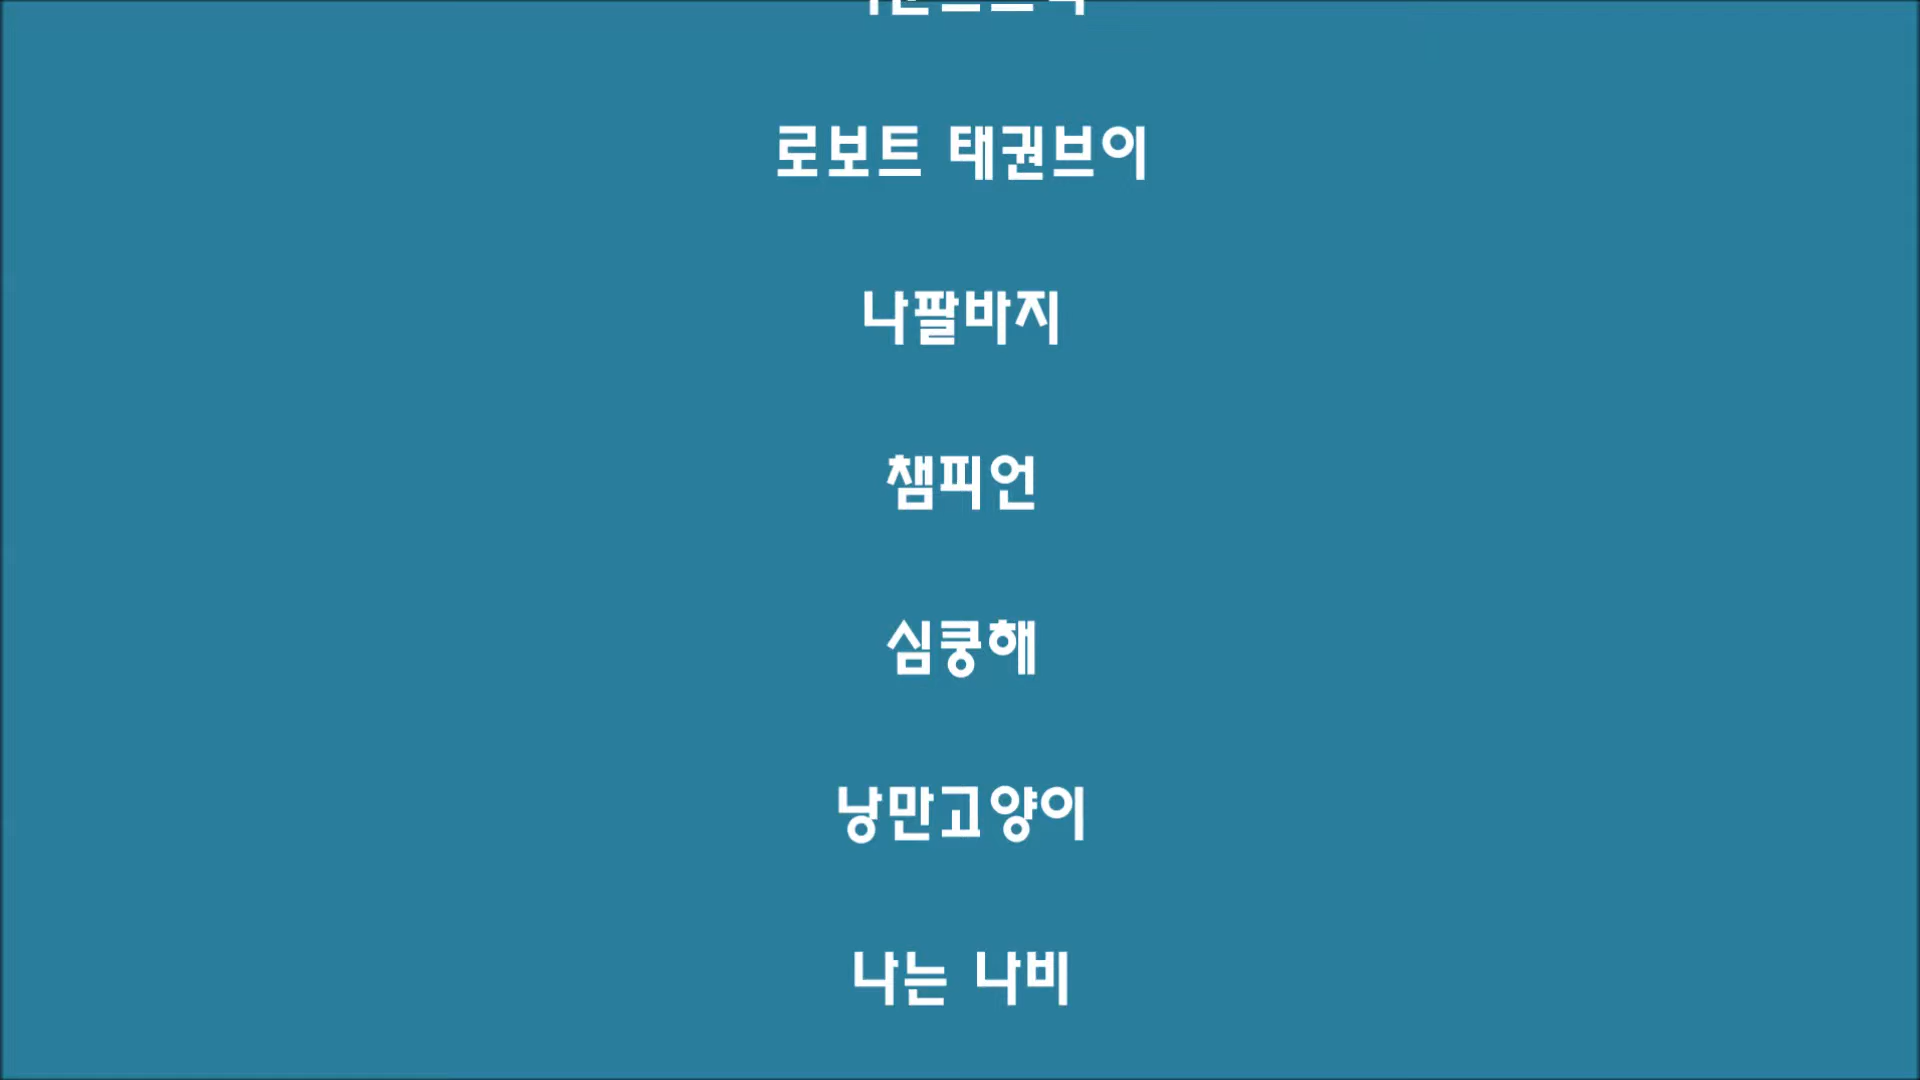 로보트 태권브이
나팔바지
챔피언
심쿵해
낭만고양이
나는 나비